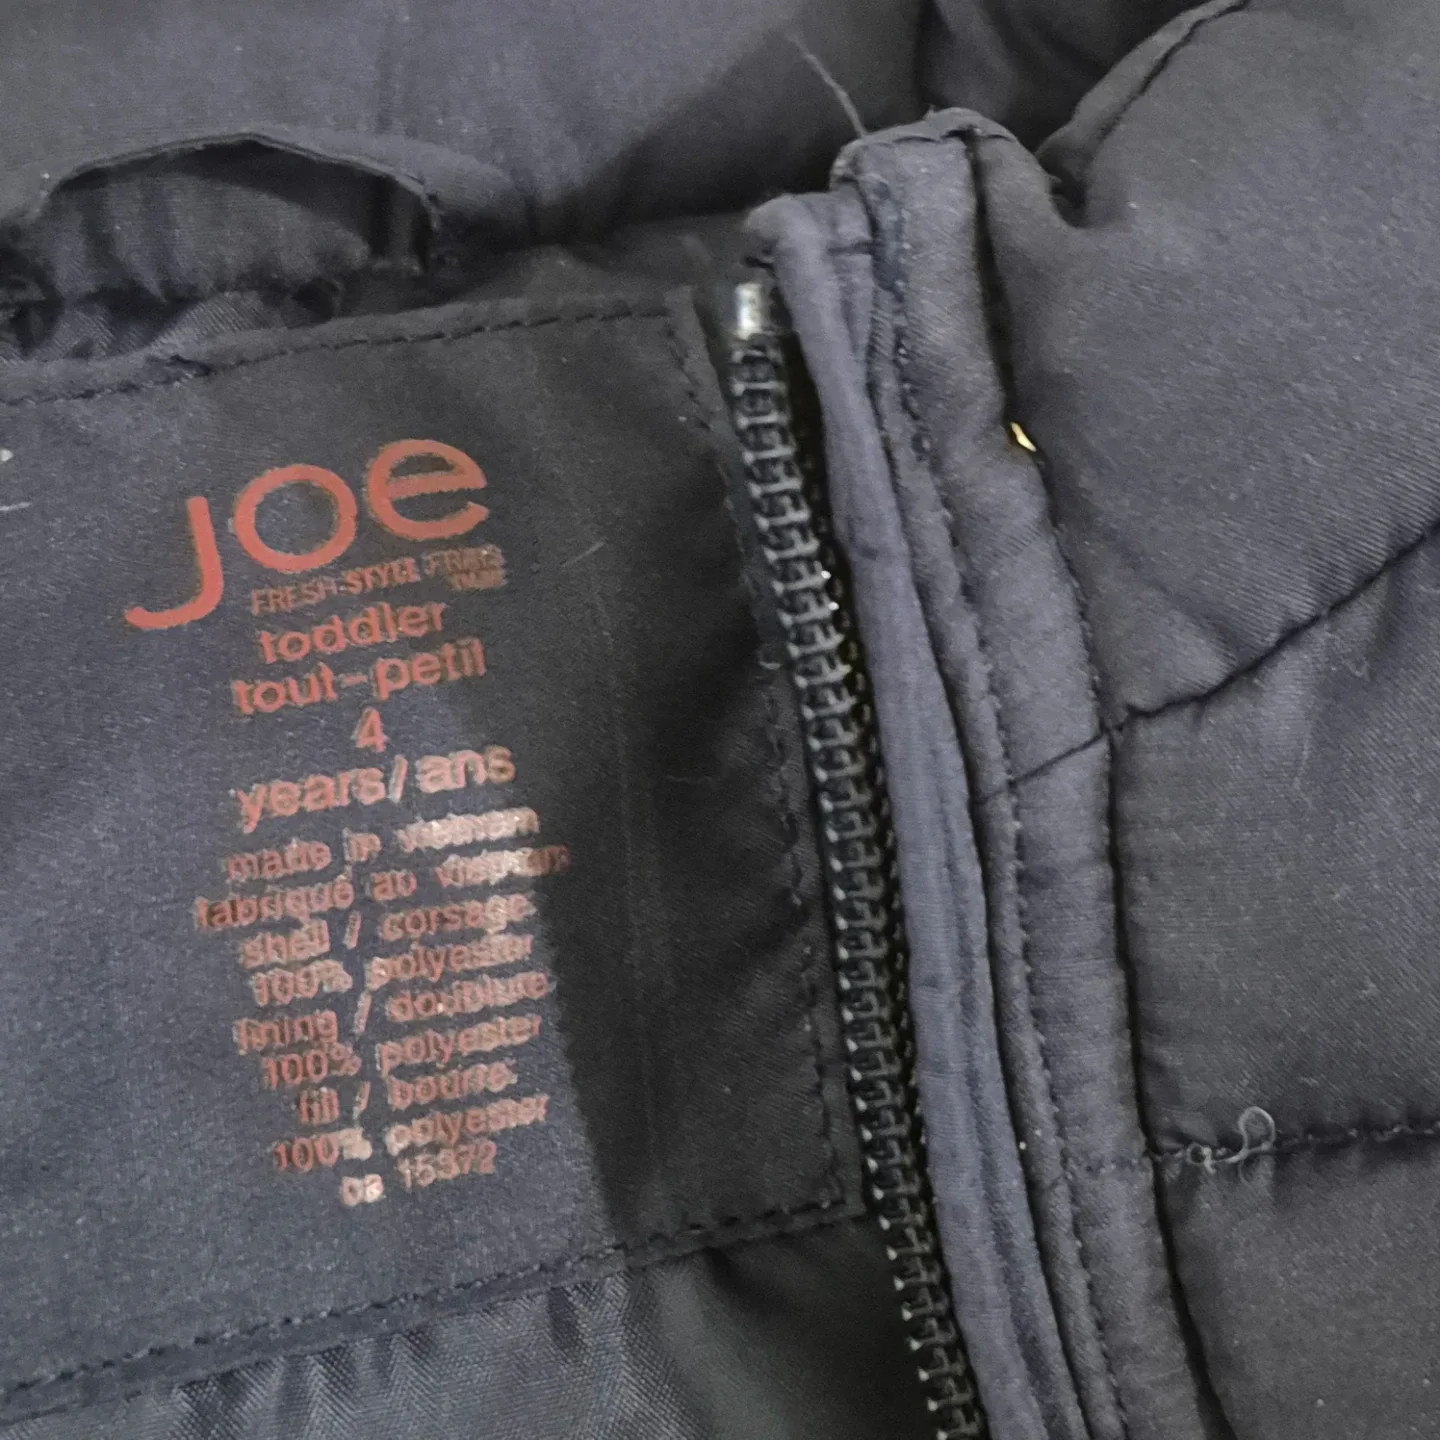 JOE
FRESH STYLE
toddler
tout-petit
4
years/ans
made in vietnam
fabriqué au vietnam
shell / corsage
100% polyester
lining / doublure
100% polyester
fill / bourre
100% polyester
ca 15372